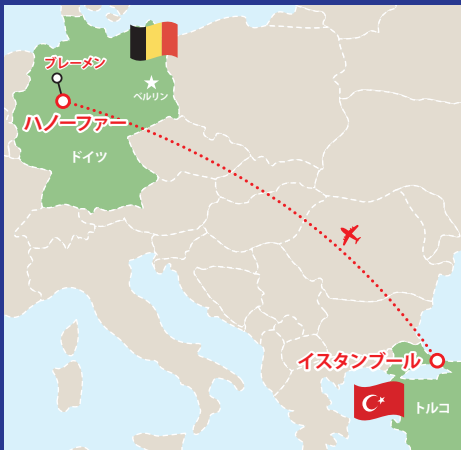 ブレーメン
ベルリン
ハノーファー
ドイツ
イスタンブール
トルコ